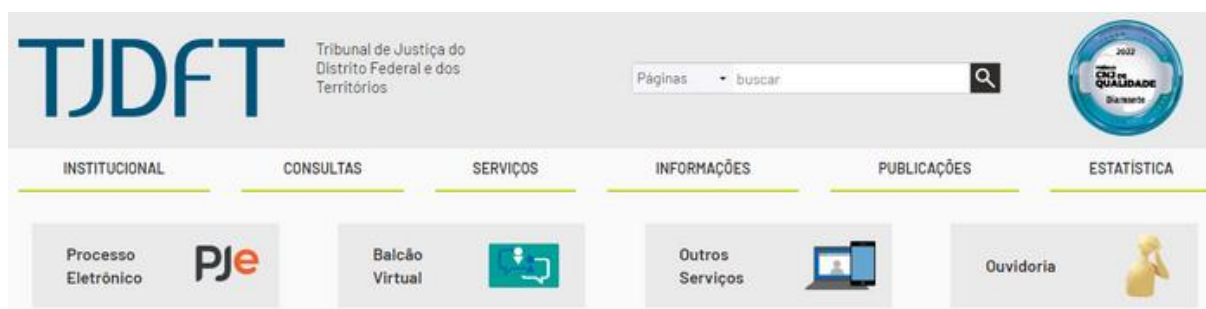 TJDFT
Tribunal de Justiça do
Distrito Federal e dos
Territórios
Páginas buscar
2022
PRÊMIO
CNJ DE
QUALIDADE
Diamante
INSTITUCIONAL CONSULTAS SERVIÇOS INFORMAÇÕES PUBLICAÇÕES ESTATÍSTICA
Processo
Eletrônico
PJe
Balcão
Virtual
Outros
Serviços
Ouvidoria